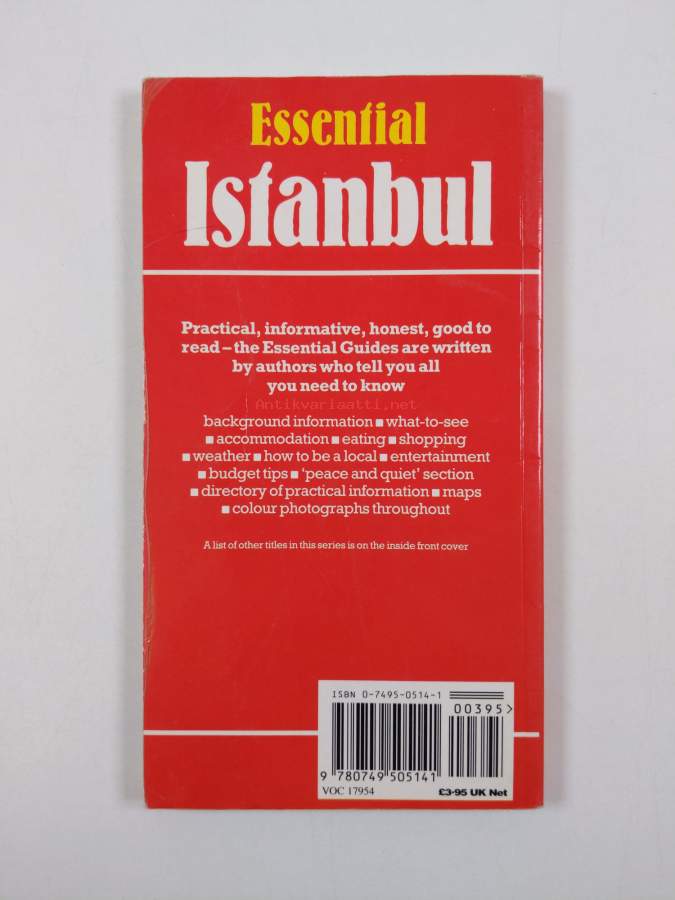 Essential
Istanbul
Practical, informative, honest, good to
read – the Essential Guides are written
by authors who tell you all
you need to know
Antikvariaatti.net
background information ■ what-to-see
■ accommodation ■ eating ■ shopping
■ weather ■ how to be a local ■ entertainment
■ budget tips ■ 'peace and quiet' section
■ directory of practical information ■ maps
■ colour photographs throughout
A list of other titles in this series is on the inside front cover
ISBN 0-7495-0514-1
00395>
9 780749 505141
VOC 17954
£3·95 UK Net